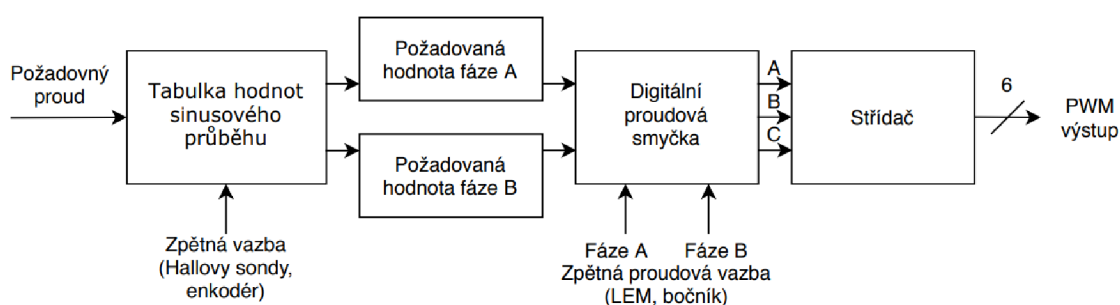 Požadovný
proud
Tabulka hodnot
sinusového
průběhu
Zpětná vazba
(Hallovy sondy,
enkodér)
Požadovaná
hodnota fáze A
Požadovaná
hodnota fáze B
Digitální
proudová
smyčka
Fáze A
Fáze B
Zpětná proudová vazba
(LEM, bočník)
A
B
C
Střídač
6
PWM
výstup